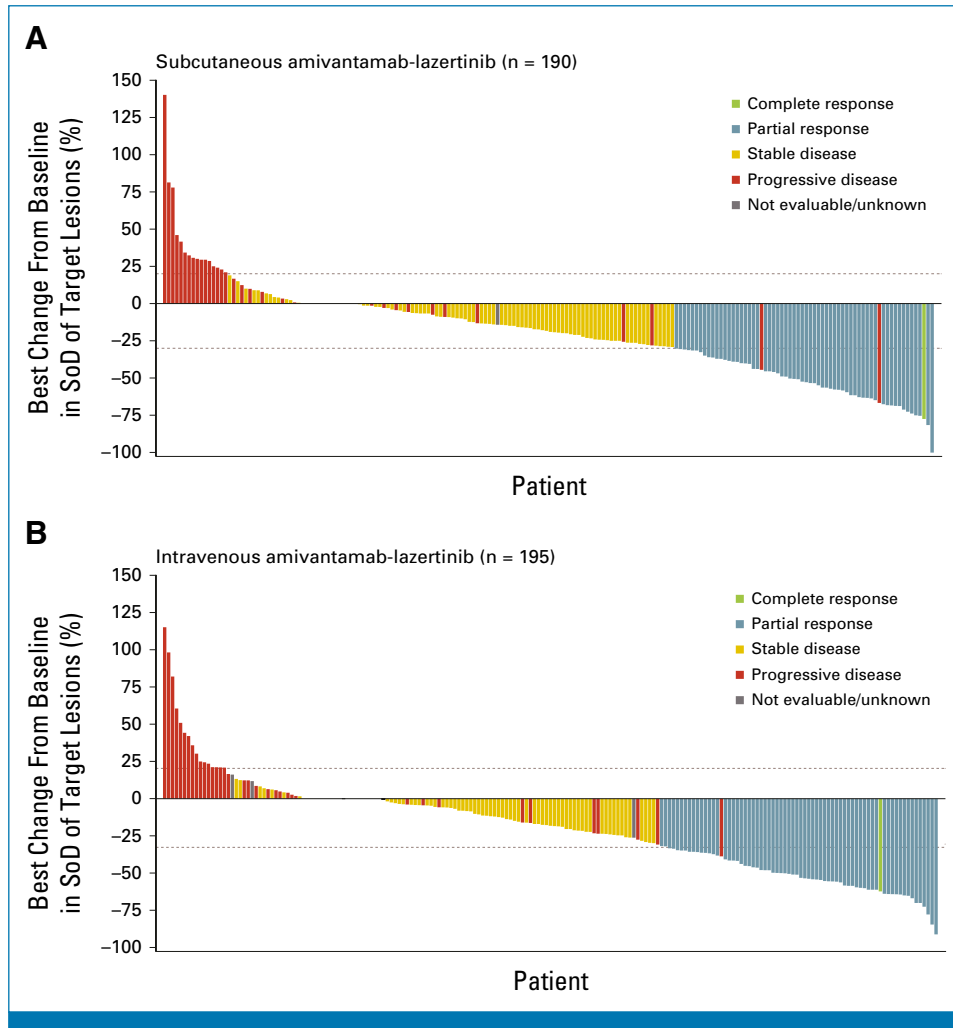 A
Subcutaneous amivantamab-lazertinib (n = 190)
Best Change From Baseline
in SoD of Target Lesions (%)
150
125
100
75
50
25
0
−25
−50
−75
−100
Complete response
Partial response
Stable disease
Progressive disease
Not evaluable/unknown
Patient
B
Intravenous amivantamab-lazertinib (n = 195)
Best Change From Baseline
in SoD of Target Lesions (%)
150
125
100
75
50
25
0
−25
−50
−75
−100
Complete response
Partial response
Stable disease
Progressive disease
Not evaluable/unknown
Patient